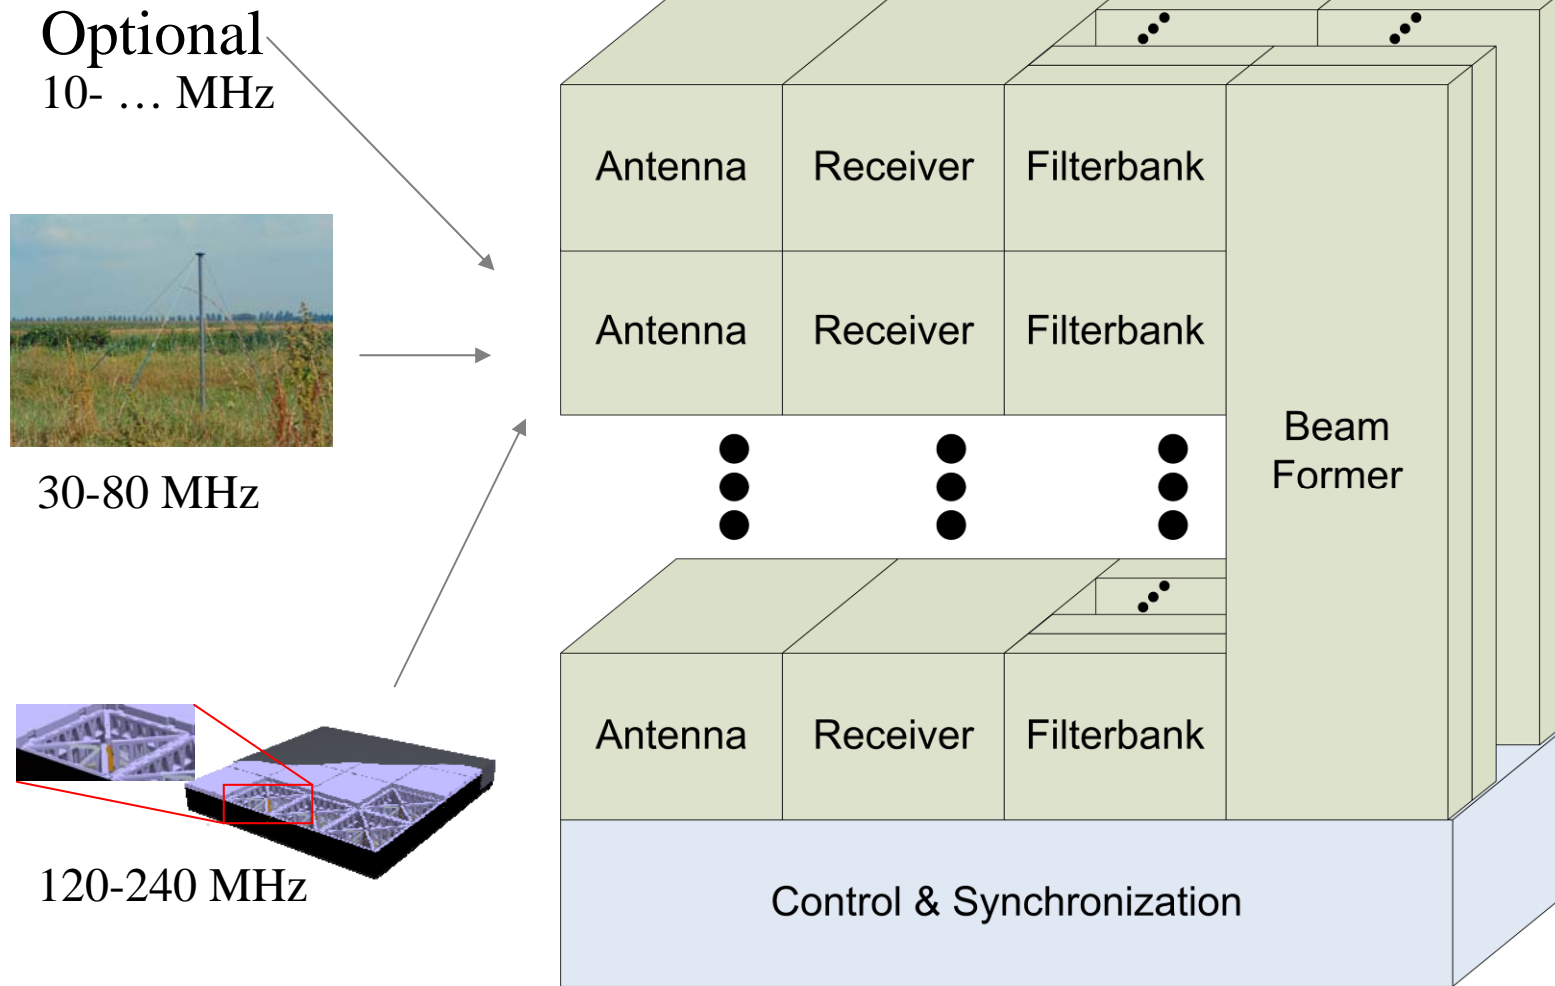 Optional
10- … MHz
30-80 MHz
120-240 MHz
Antenna Receiver Filterbank
Antenna Receiver Filterbank
Beam
Former
Antenna Receiver Filterbank
Control & Synchronization